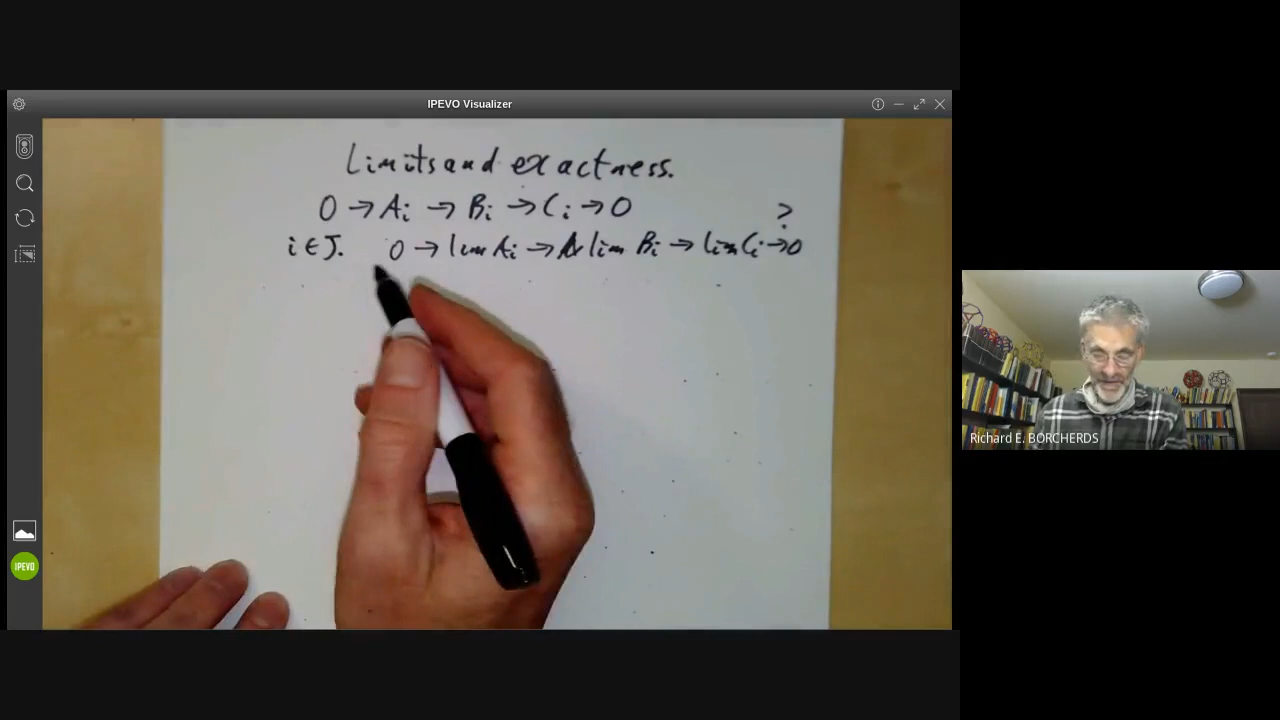 IPEVO Visualizer
Limits and exactness.
0 → Ai → Bi → Ci → 0 ?
i ∈ J. 0 → lim Ai → lim Bi → lim Ci → 0
Richard E. BORCHERDS
IPEVO